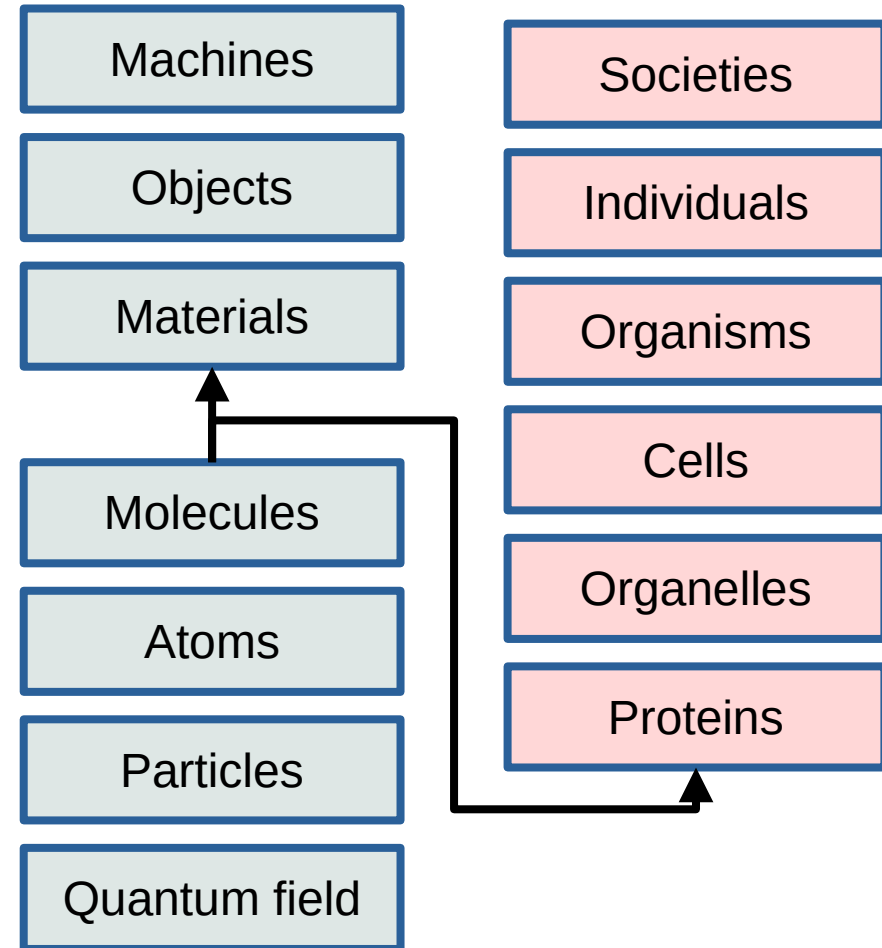 Machines
Objects
Materials
Molecules
Atoms
Particles
Quantum field
Societies
Individuals
Organisms
Cells
Organelles
Proteins